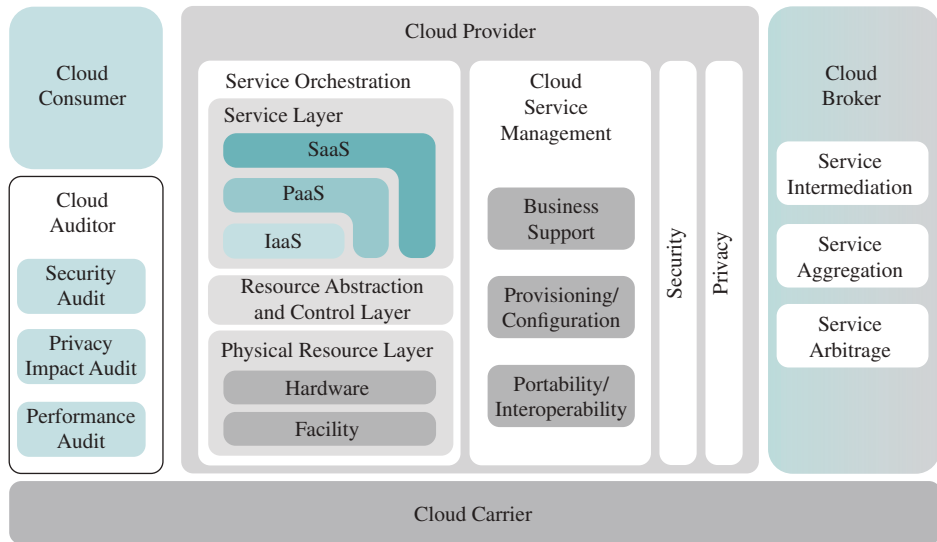 Cloud
Consumer
Cloud
Auditor
Security
Audit
Privacy
Impact Audit
Performance
Audit
Cloud Provider
Service Orchestration
Service Layer
SaaS
PaaS
IaaS
Resource Abstraction
and Control Layer
Physical Resource Layer
Hardware
Facility
Cloud
Service
Management
Business
Support
Provisioning/
Configuration
Portability/
Interoperability
Security
Privacy
Cloud
Broker
Service
Intermediation
Service
Aggregation
Service
Arbitrage
Cloud Carrier